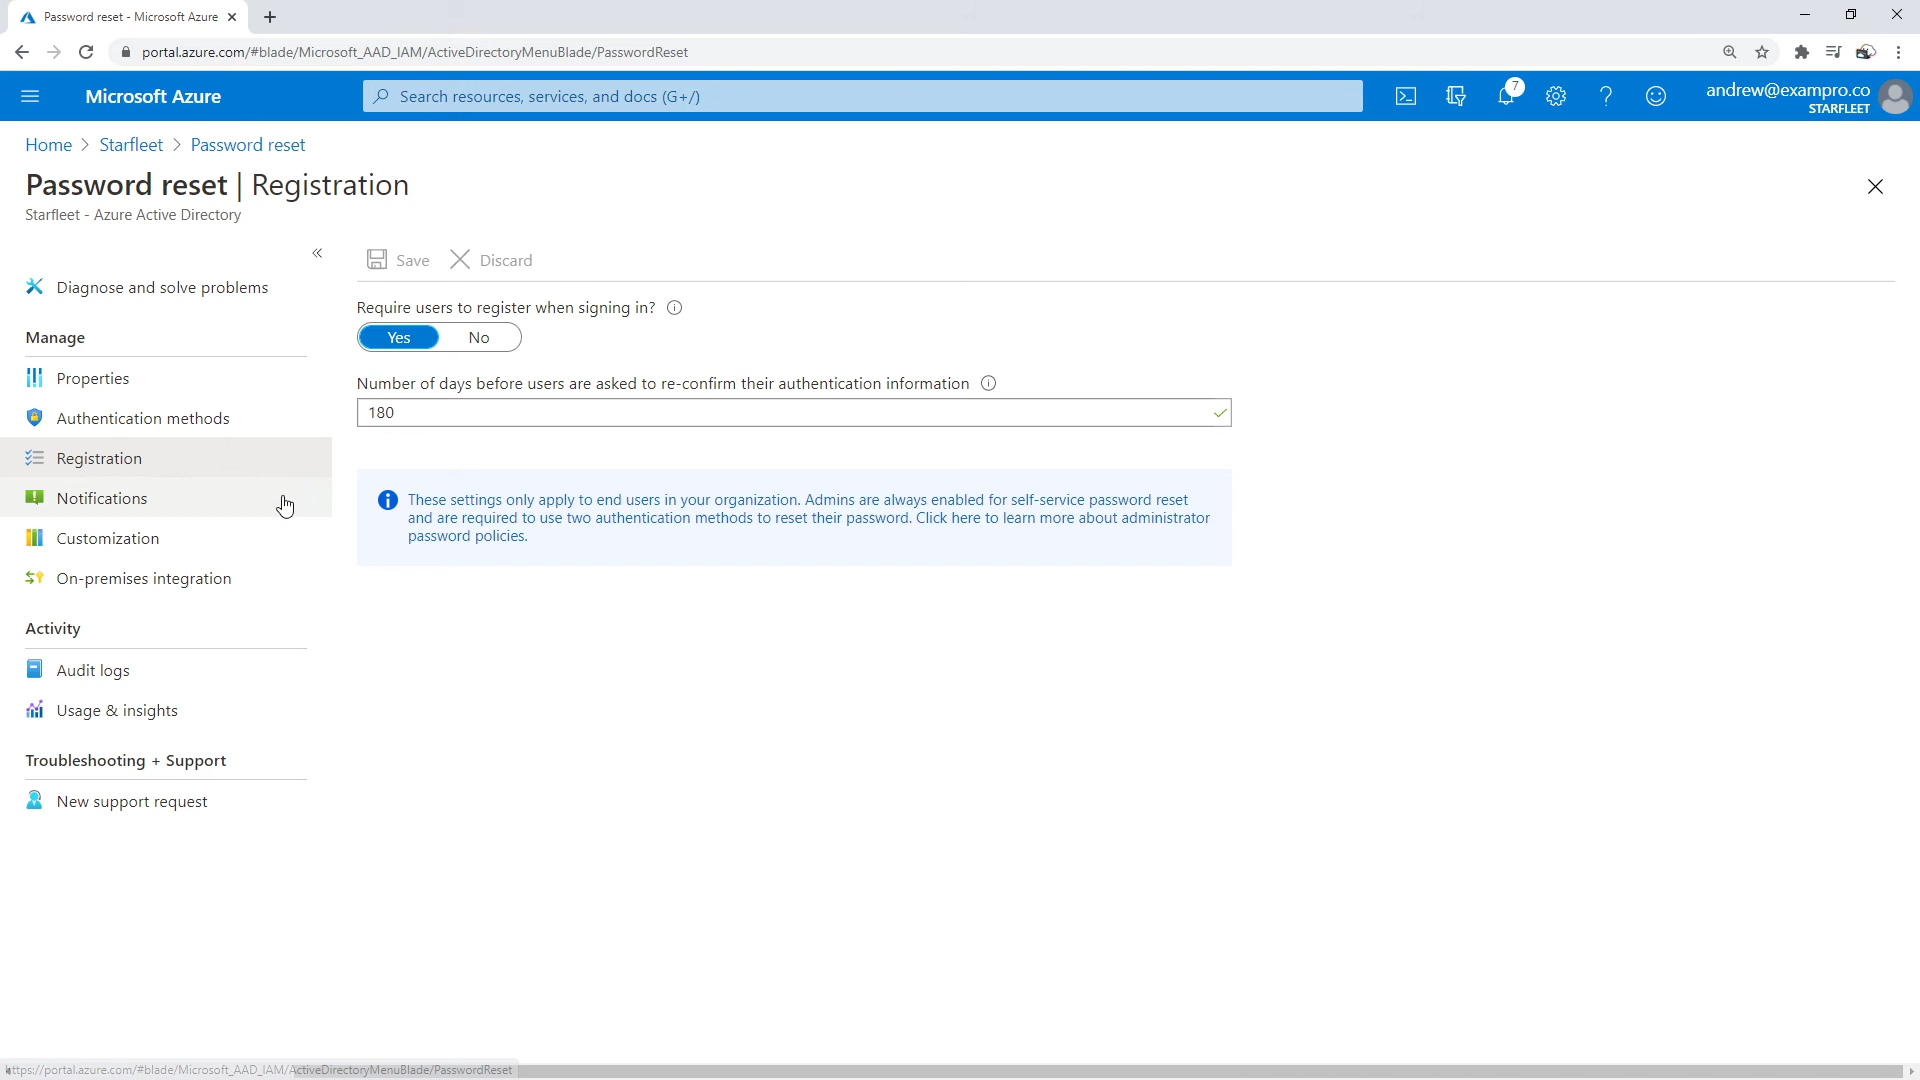 Password reset - Microsoft Azure
portal.azure.com/#blade/Microsoft_AAD_IAM/ActiveDirectoryMenuBlade/PasswordReset
Microsoft Azure
Search resources, services, and docs (G+/)
7
andrew@exampro.co
STARFLEET
Home > Starfleet > Password reset
Password reset | Registration
Starfleet - Azure Active Directory
«
Diagnose and solve problems
Manage
Properties
Authentication methods
Registration
Notifications
Customization
On-premises integration
Activity
Audit logs
Usage & insights
Troubleshooting + Support
New support request
Save
Discard
Require users to register when signing in?
Yes
No
Number of days before users are asked to re-confirm their authentication information
180
These settings only apply to end users in your organization. Admins are always enabled for self-service password reset
and are required to use two authentication methods to reset their password. Click here to learn more about administrator
password policies.
https://portal.azure.com/#blade/Microsoft_AAD_IAM/ActiveDirectoryMenuBlade/PasswordReset